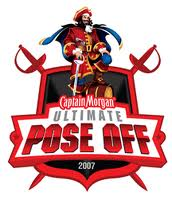 Captain Morgan
ULTIMATE
POSE OFF
2007